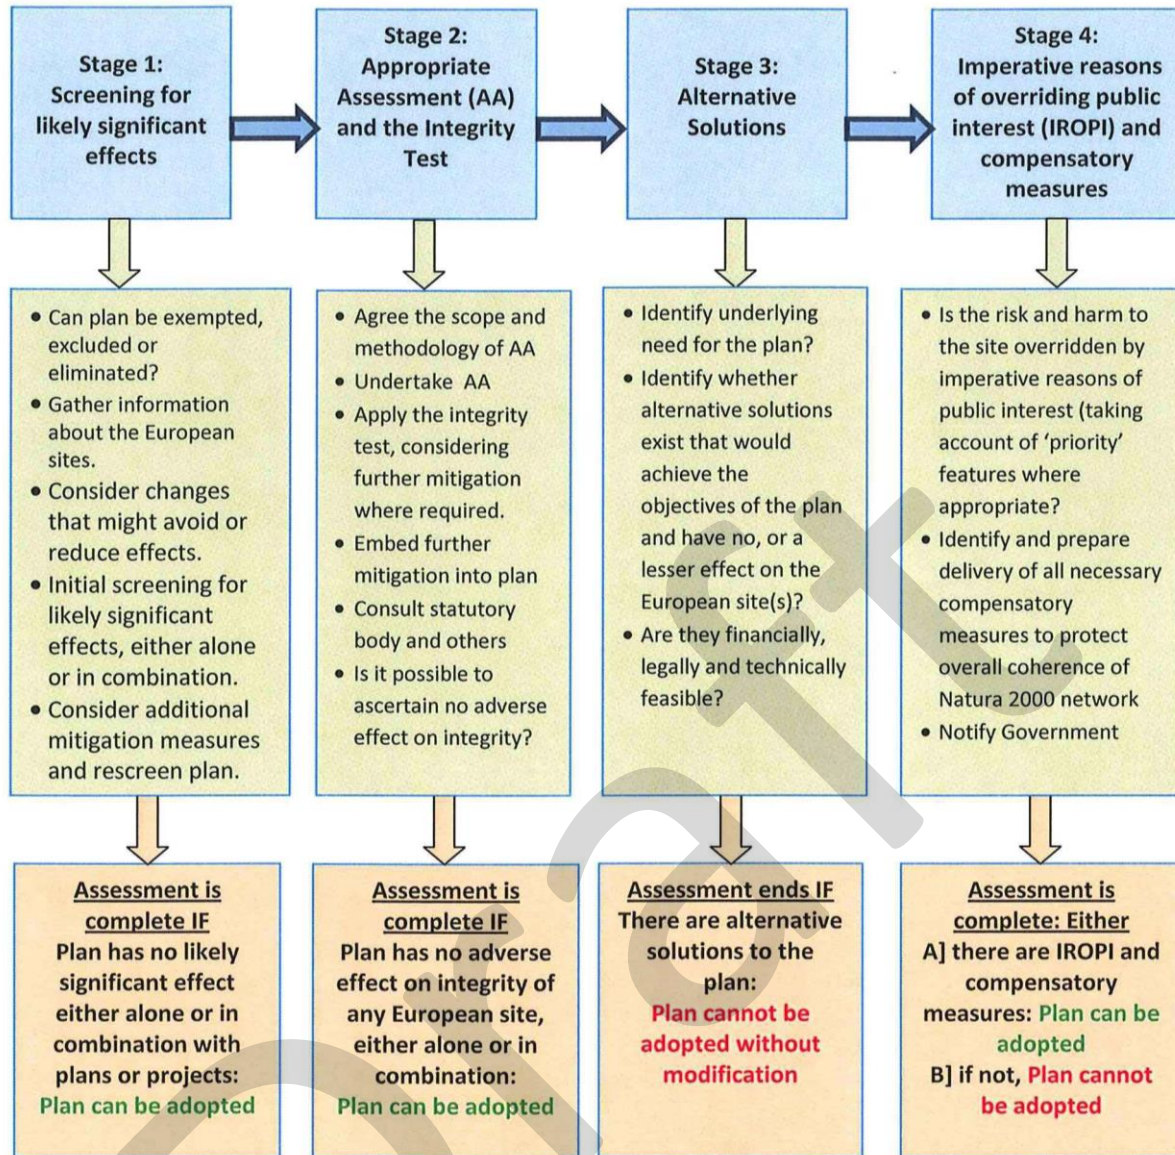 Stage 1:
Screening for
likely significant
effects
Stage 2:
Appropriate
Assessment (AA)
and the Integrity
Test
Stage 3:
Alternative
Solutions
Stage 4:
Imperative reasons
of overriding public
interest (IROPI) and
compensatory
measures
• Can plan be exempted,
excluded or
eliminated?
• Gather information
about the European
sites.
• Consider changes
that might avoid or
reduce effects.
• Initial screening for
likely significant
effects, either alone
or in combination.
• Consider additional
mitigation measures
and rescreen plan.
• Agree the scope and
methodology of AA
• Undertake AA
• Apply the integrity
test, considering
further mitigation
where required.
• Embed further
mitigation into plan
• Consult statutory
body and others
• Is it possible to
ascertain no adverse
effect on integrity?
• Identify underlying
need for the plan?
• Identify whether
alternative solutions
exist that would
achieve the
objectives of the plan
and have no, or a
lesser effect on the
European site(s)?
• Are they financially,
legally and technically
feasible?
• Is the risk and harm to
the site overridden by
imperative reasons of
public interest (taking
account of ‘priority’
features where
appropriate?
• Identify and prepare
delivery of all necessary
compensatory
measures to protect
overall coherence of
Natura 2000 network
• Notify Government
Assessment is
complete IF
Plan has no likely
significant effect
either alone or in
combination with
plans or projects:
Plan can be adopted
Assessment is
complete IF
Plan has no adverse
effect on integrity of
any European site,
either alone or in
combination:
Plan can be adopted
Assessment ends IF
There are alternative
solutions to the
plan:
Plan cannot be
adopted without
modification
Assessment is
complete: Either
A] there are IROPI and
compensatory
measures: Plan can be
adopted
B] if not, Plan cannot
be adopted
Draft